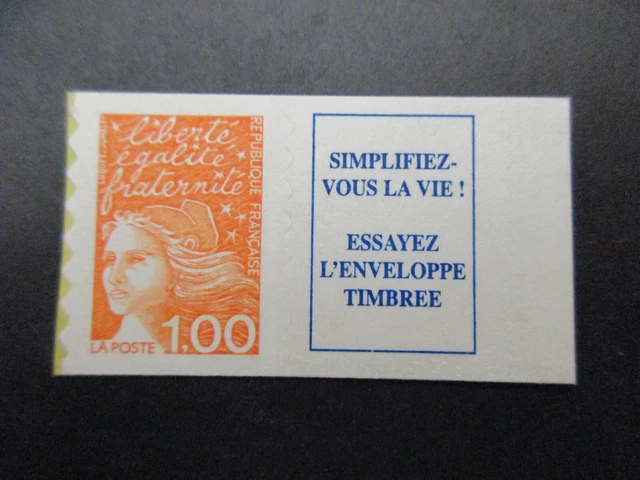 liberté
égalité
fraternité
RÉPUBLIQUE FRANÇAISE
LA POSTE
1,00
SIMPLIFIEZ-
VOUS LA VIE !
ESSAYEZ
L'ENVELOPPE
TIMBREE